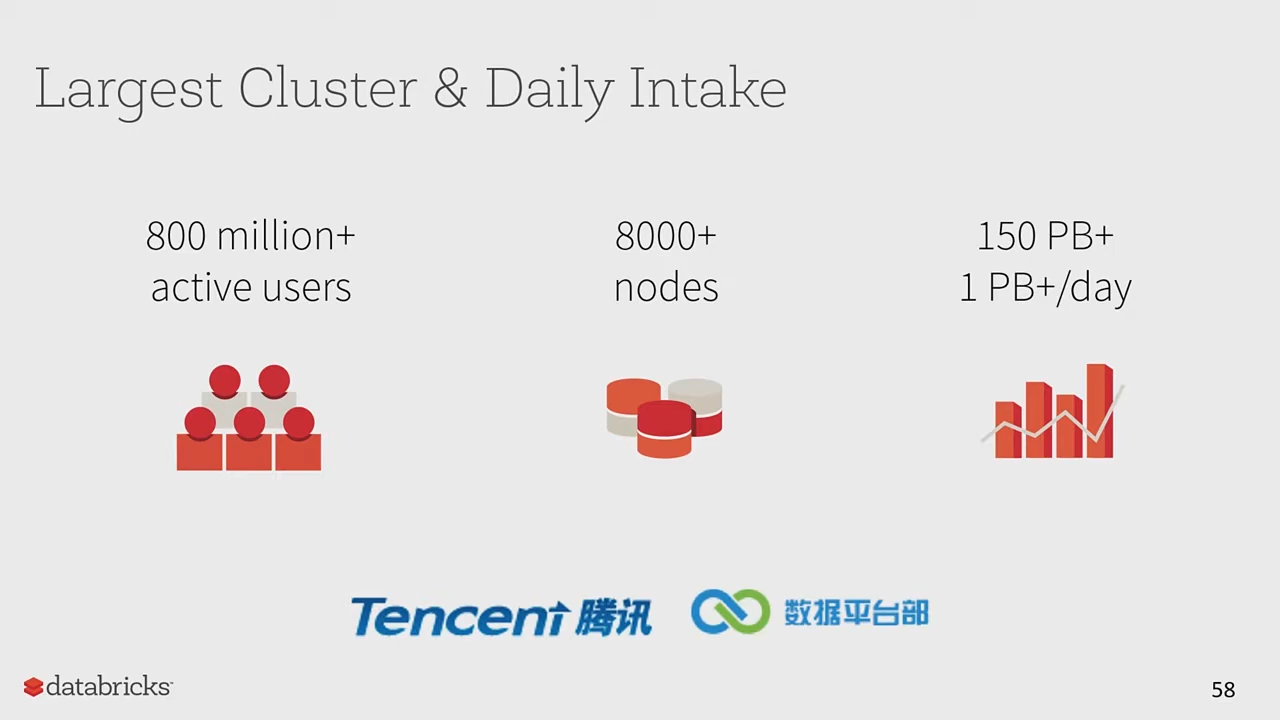 Largest Cluster & Daily Intake
800 million+
active users
8000+
nodes
150 PB+
1 PB+/day
Tencent 腾讯
数据平台部
databricks™
58